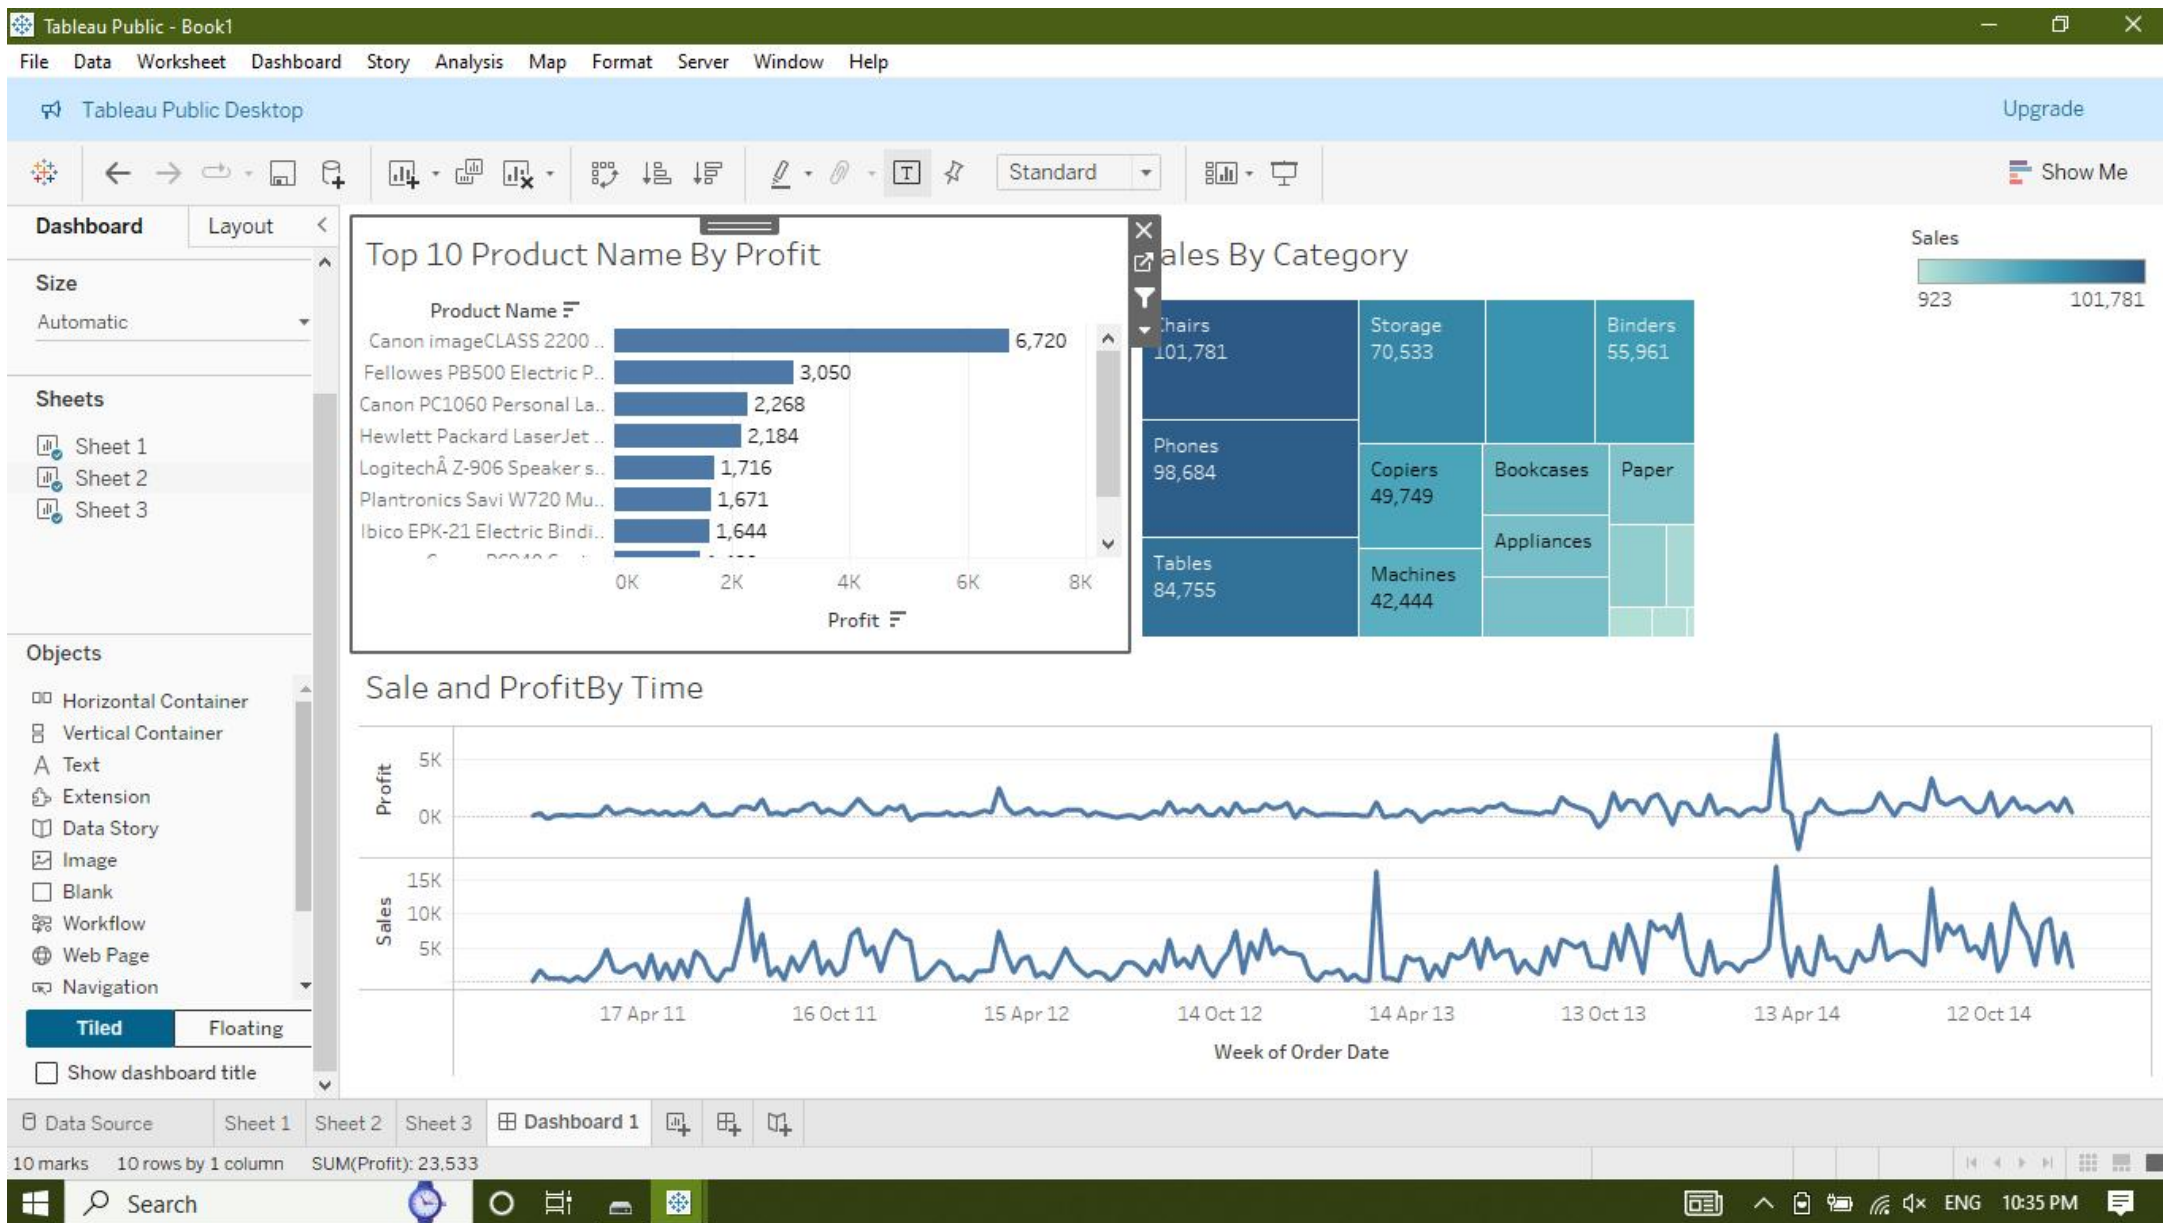 Tableau Public - Book1
File Data Worksheet Dashboard Story Analysis Map Format Server Window Help
Tableau Public Desktop
Upgrade
Standard
Show Me
Dashboard Layout
Size
Automatic
Sheets
Sheet 1
Sheet 2
Sheet 3
Objects
Horizontal Container
Vertical Container
Text
Extension
Data Story
Image
Blank
Workflow
Web Page
Navigation
Tiled Floating
Show dashboard title
Top 10 Product Name By Profit
Product Name
Canon imageCLASS 2200 .. 6,720
Fellowes PB500 Electric P.. 3,050
Canon PC1060 Personal La.. 2,268
Hewlett Packard LaserJet .. 2,184
LogitechÂ Z-906 Speaker s.. 1,716
Plantronics Savi W720 Mu.. 1,671
Ibico EPK-21 Electric Bindi.. 1,644
0K 2K 4K 6K 8K
Profit
ales By Category
Chairs
101,781
Phones
98,684
Tables
84,755
Storage
70,533
Binders
55,961
Copiers
49,749
Bookcases
Paper
Appliances
Machines
42,444
Sales
923 101,781
Sale and ProfitBy Time
Profit
5K
0K
Sales
15K
10K
5K
17 Apr 11 16 Oct 11 15 Apr 12 14 Oct 12 14 Apr 13 13 Oct 13 13 Apr 14 12 Oct 14
Week of Order Date
Data Source Sheet 1 Sheet 2 Sheet 3 Dashboard 1
10 marks 10 rows by 1 column SUM(Profit): 23,533
Search
ENG 10:35 PM